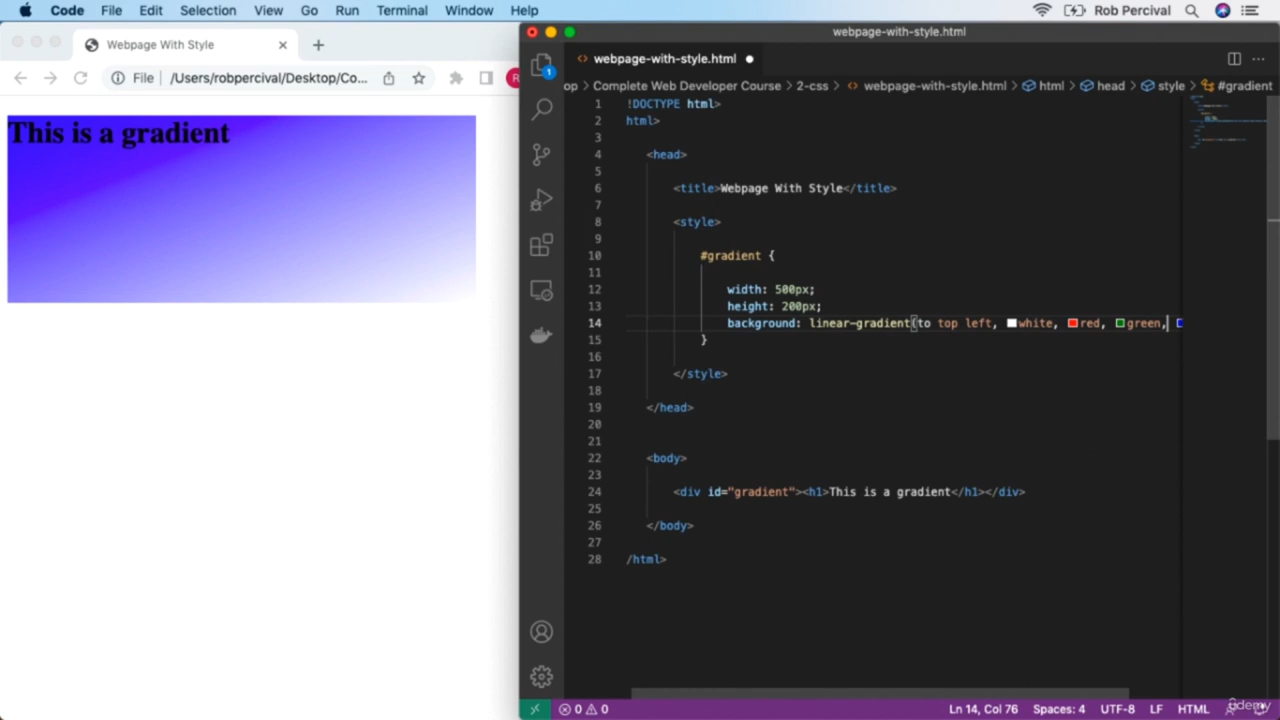 Code File Edit Selection View Go Run Terminal Window Help Rob Percival
Webpage With Style
File /Users/robpercival/Desktop/Co...
R
This is a gradient
webpage-with-style.html
webpage-with-style.html
1
op > Complete Web Developer Course > 2-css > webpage-with-style.html > html > head > style > #gradient
1 !DOCTYPE html>
2 html>
3
4 <head>
5
6 <title>Webpage With Style</title>
7
8 <style>
9
10 #gradient {
11
12 width: 500px;
13 height: 200px;
14 background: linear-gradient(to top left, white, red, green,
15 }
16
17 </style>
18
19 </head>
20
21
22 <body>
23
24 <div id="gradient"><h1>This is a gradient</h1></div>
25
26 </body>
27
28 /html>
0 0 Ln 14, Col 76 Spaces: 4 UTF-8 LF HTML
udemy